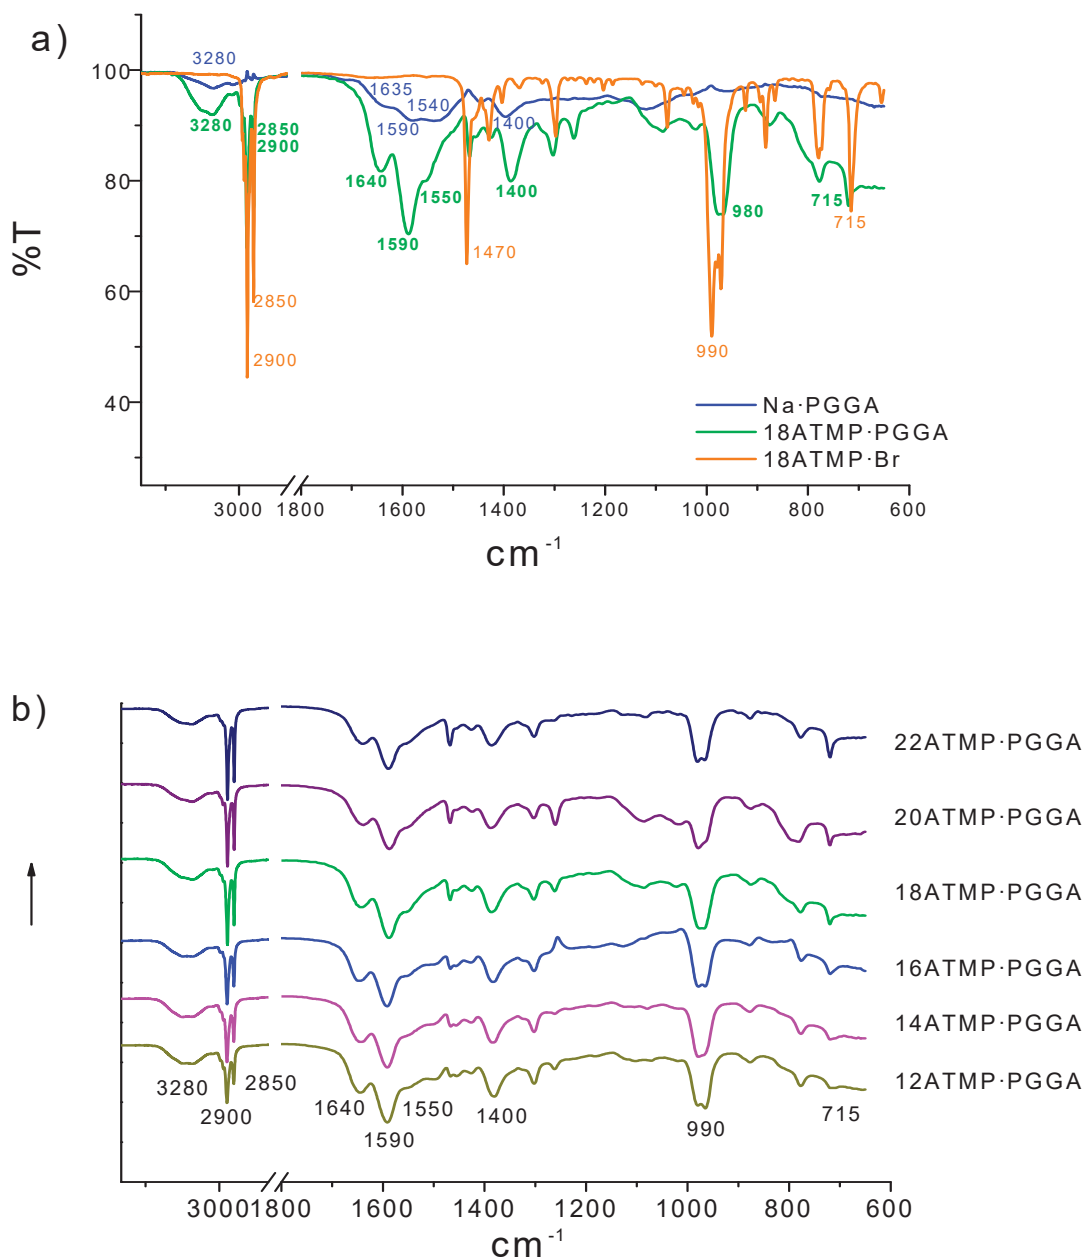 a)
100
80
60
40
%T
3280
1635
1540
1590
1400
3280
2850
2900
1640
1550
1400
1590
980
715
715
1470
2850
2900
990
Na·PGGA
18ATMP·PGGA
18ATMP·Br
3000 1800 1600 1400 1200 1000 800 600
cm-1
b)
22ATMP·PGGA
20ATMP·PGGA
18ATMP·PGGA
16ATMP·PGGA
14ATMP·PGGA
12ATMP·PGGA
3280
2850
2900
1640
1550
1400
1590
990
715
3000 1800 1600 1400 1200 1000 800 600
cm-1